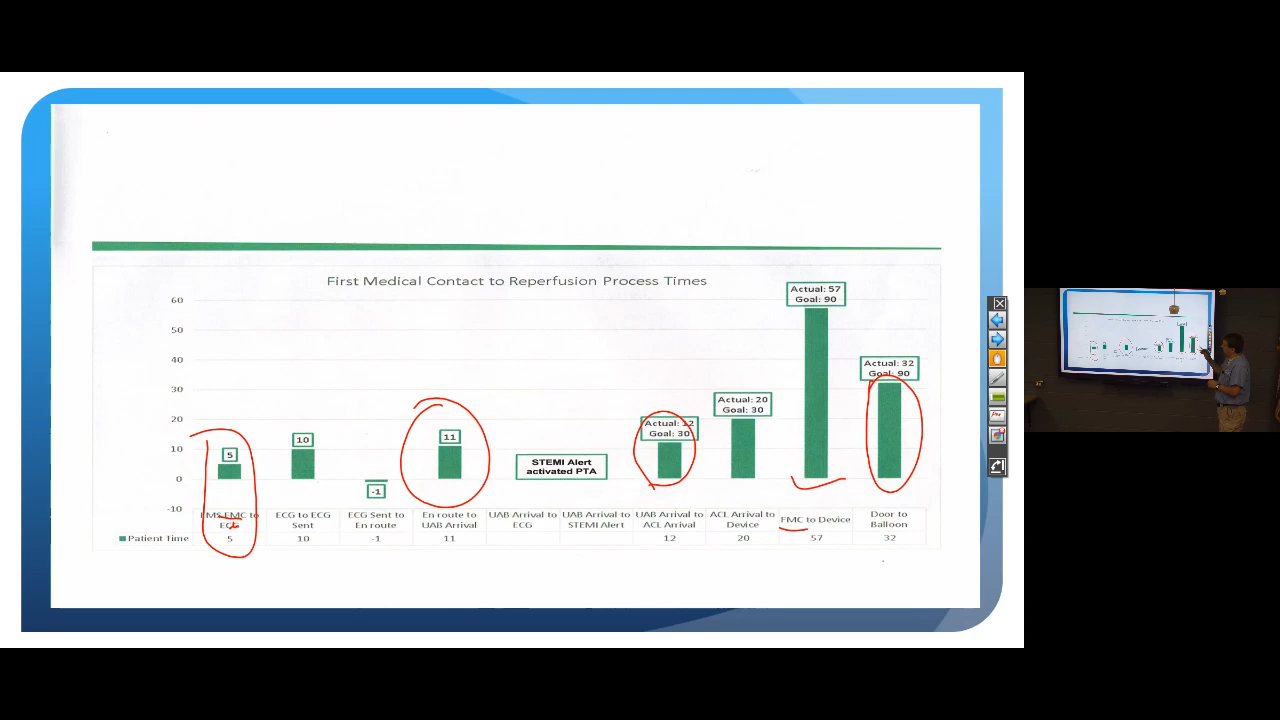 First Medical Contact to Reperfusion Process Times
60
50
40
30
20
10
0
-10
5
10
-1
11
STEMI Alert
activated PTA
Actual: 12
Goal: 30
Actual: 20
Goal: 30
Actual: 57
Goal: 90
Actual: 32
Goal: 90
EMS FMC to
ECG
ECG to ECG
Sent
ECG Sent to
En route
En route to
UAB Arrival
UAB Arrival to
ECG
UAB Arrival to
STEMI Alert
UAB Arrival to
ACL Arrival
ACL Arrival to
Device
FMC to Device
Door to
Balloon
Patient Time 5 10 -1 11 12 20 57 32